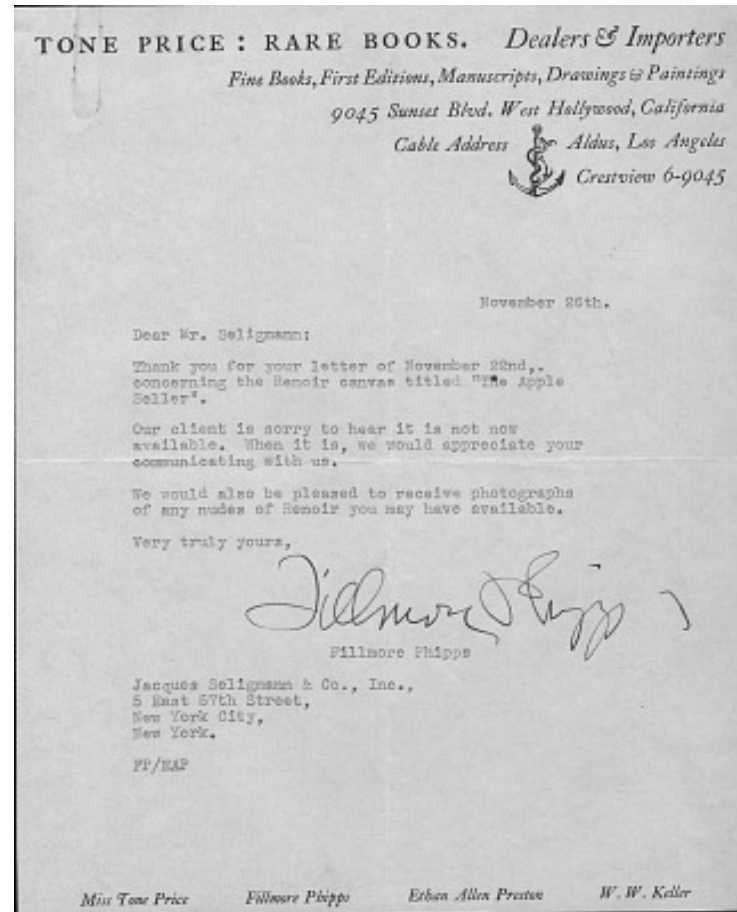 TONE PRICE: RARE BOOKS. Dealers & Importers
Fine Books, First Editions, Manuscripts, Drawings & Paintings
9045 Sunset Blvd. West Hollywood, California
Cable Address Aldus, Los Angeles
Crestview 6-9045
November 26th.
Dear Mr. Seligmann:
Thank you for your letter of November 22nd,.
concerning the Renoir canvas titled "The Apple
Seller".
Our client is sorry to hear it is not now
available. When it is, we would appreciate your
communicating with us.
We would also be pleased to receive photographs
of any nudes of Renoir you may have available.
Very truly yours,
Fillmore Phipps
Fillmore Phipps
Jacques Seligmann & Co., Inc.,
5 East 57th Street,
New York City,
New York.
FP/EAP
Miss Tone Price Fillmore Phipps Ethan Allen Preston W. W. Keller